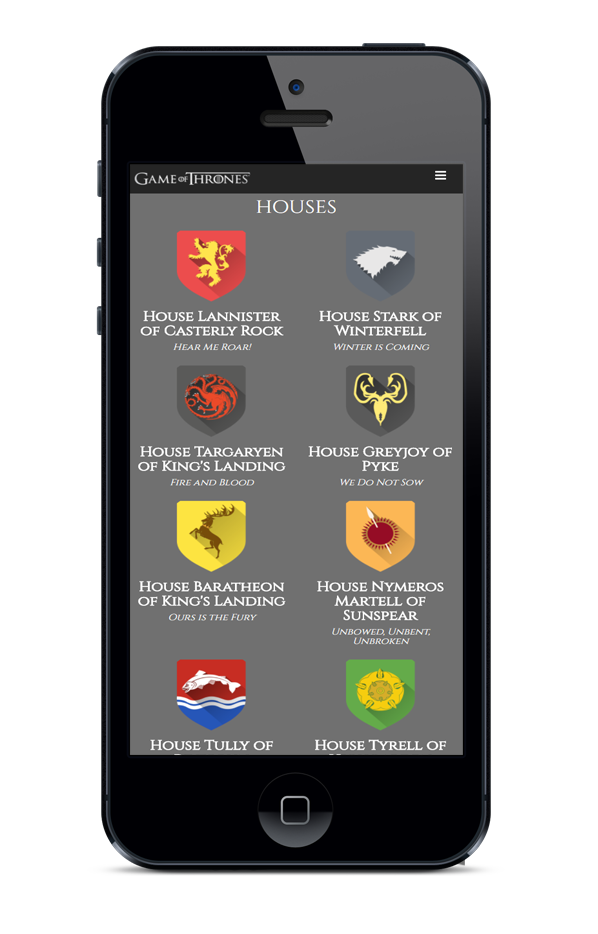 GAME OF THRONES
HOUSES
HOUSE LANNISTER
OF CASTERLY ROCK
HEAR ME ROAR!
HOUSE STARK OF
WINTERFELL
WINTER IS COMING
HOUSE TARGARYEN
OF KING'S LANDING
FIRE AND BLOOD
HOUSE GREYJOY OF
PYKE
WE DO NOT SOW
HOUSE BARATHEON
OF KING'S LANDING
OURS IS THE FURY
HOUSE NYMEROS
MARTELL OF
SUNSPEAR
UNBOWED, UNBENT,
UNBROKEN
HOUSE TULLY OF
HOUSE TYRELL OF